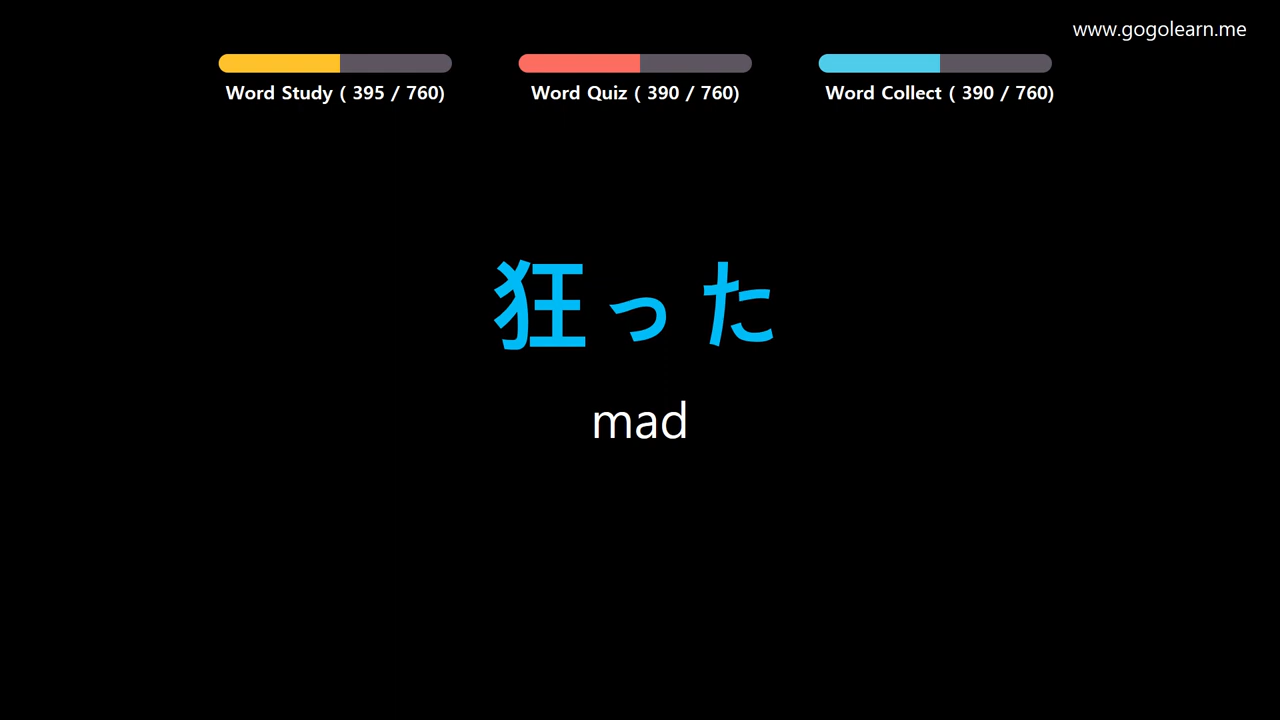 www.gogolearn.me
Word Study ( 395 / 760)
Word Quiz ( 390 / 760)
Word Collect ( 390 / 760)
狂った
mad